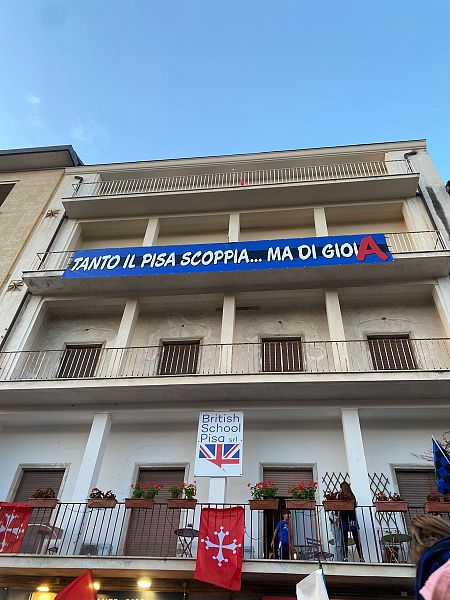 TANTO IL PISA SCOPPIA... MA DI GIOIA
British
School
Pisa srl